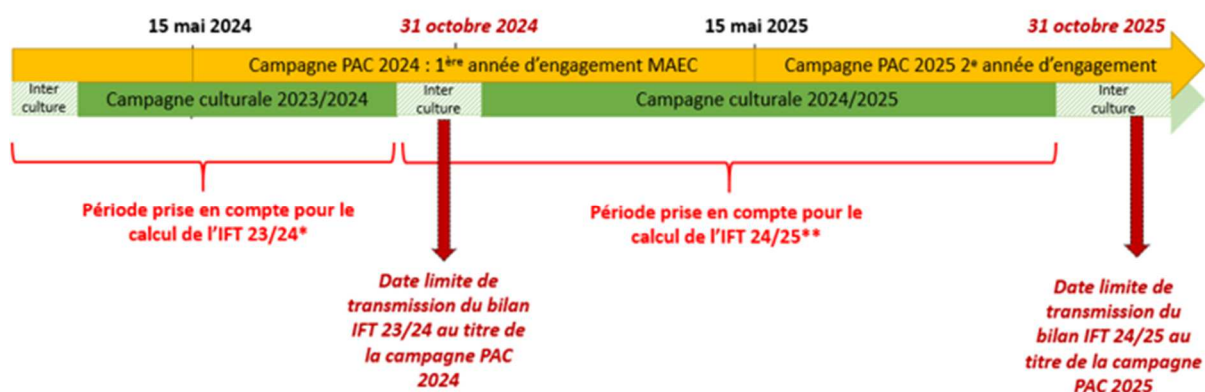 15 mai 2024
31 octobre 2024
15 mai 2025
31 octobre 2025
Campagne PAC 2024 : 1ère année d'engagement MAEC
Campagne PAC 2025 2e année d'engagement
Inter
culture
Campagne culturale 2023/2024
Inter
culture
Campagne culturale 2024/2025
Inter
culture
Période prise en compte pour le
calcul de l'IFT 23/24*
Période prise en compte pour le
calcul de l'IFT 24/25**
Date limite de
transmission du bilan
IFT 23/24 au titre de
la campagne PAC
2024
Date limite de
transmission du
bilan IFT 24/25 au
titre de la campagne
PAC 2025